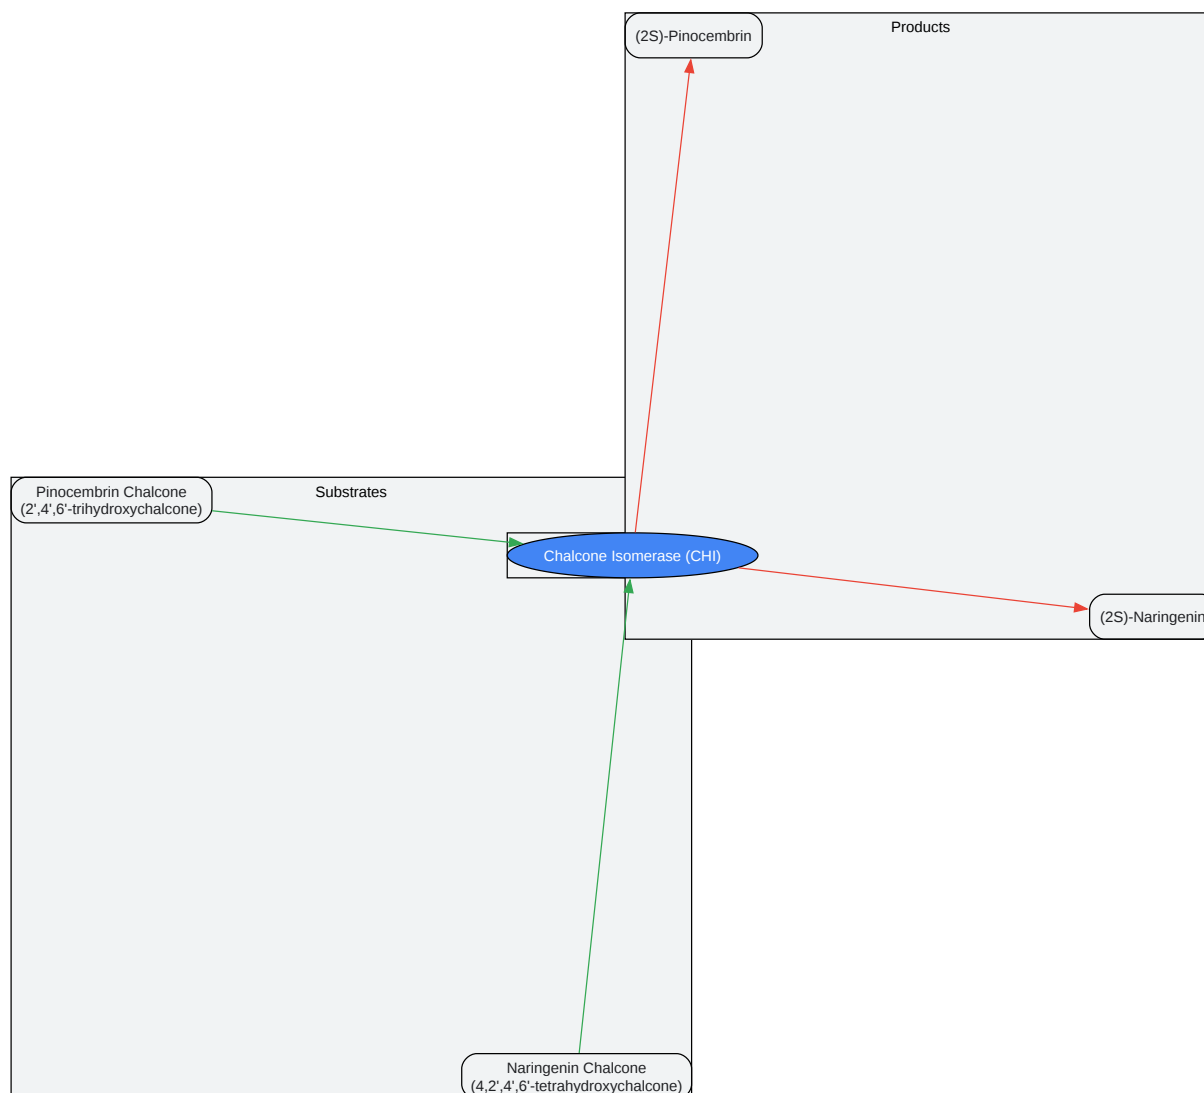 (2S)-Pinocembrin
Products
Pinocembrin Chalcone
(2',4',6'-trihydroxychalcone)
Substrates
Chalcone Isomerase (CHI)
(2S)-Naringenin
Naringenin Chalcone
(4,2',4',6'-tetrahydroxychalcone)